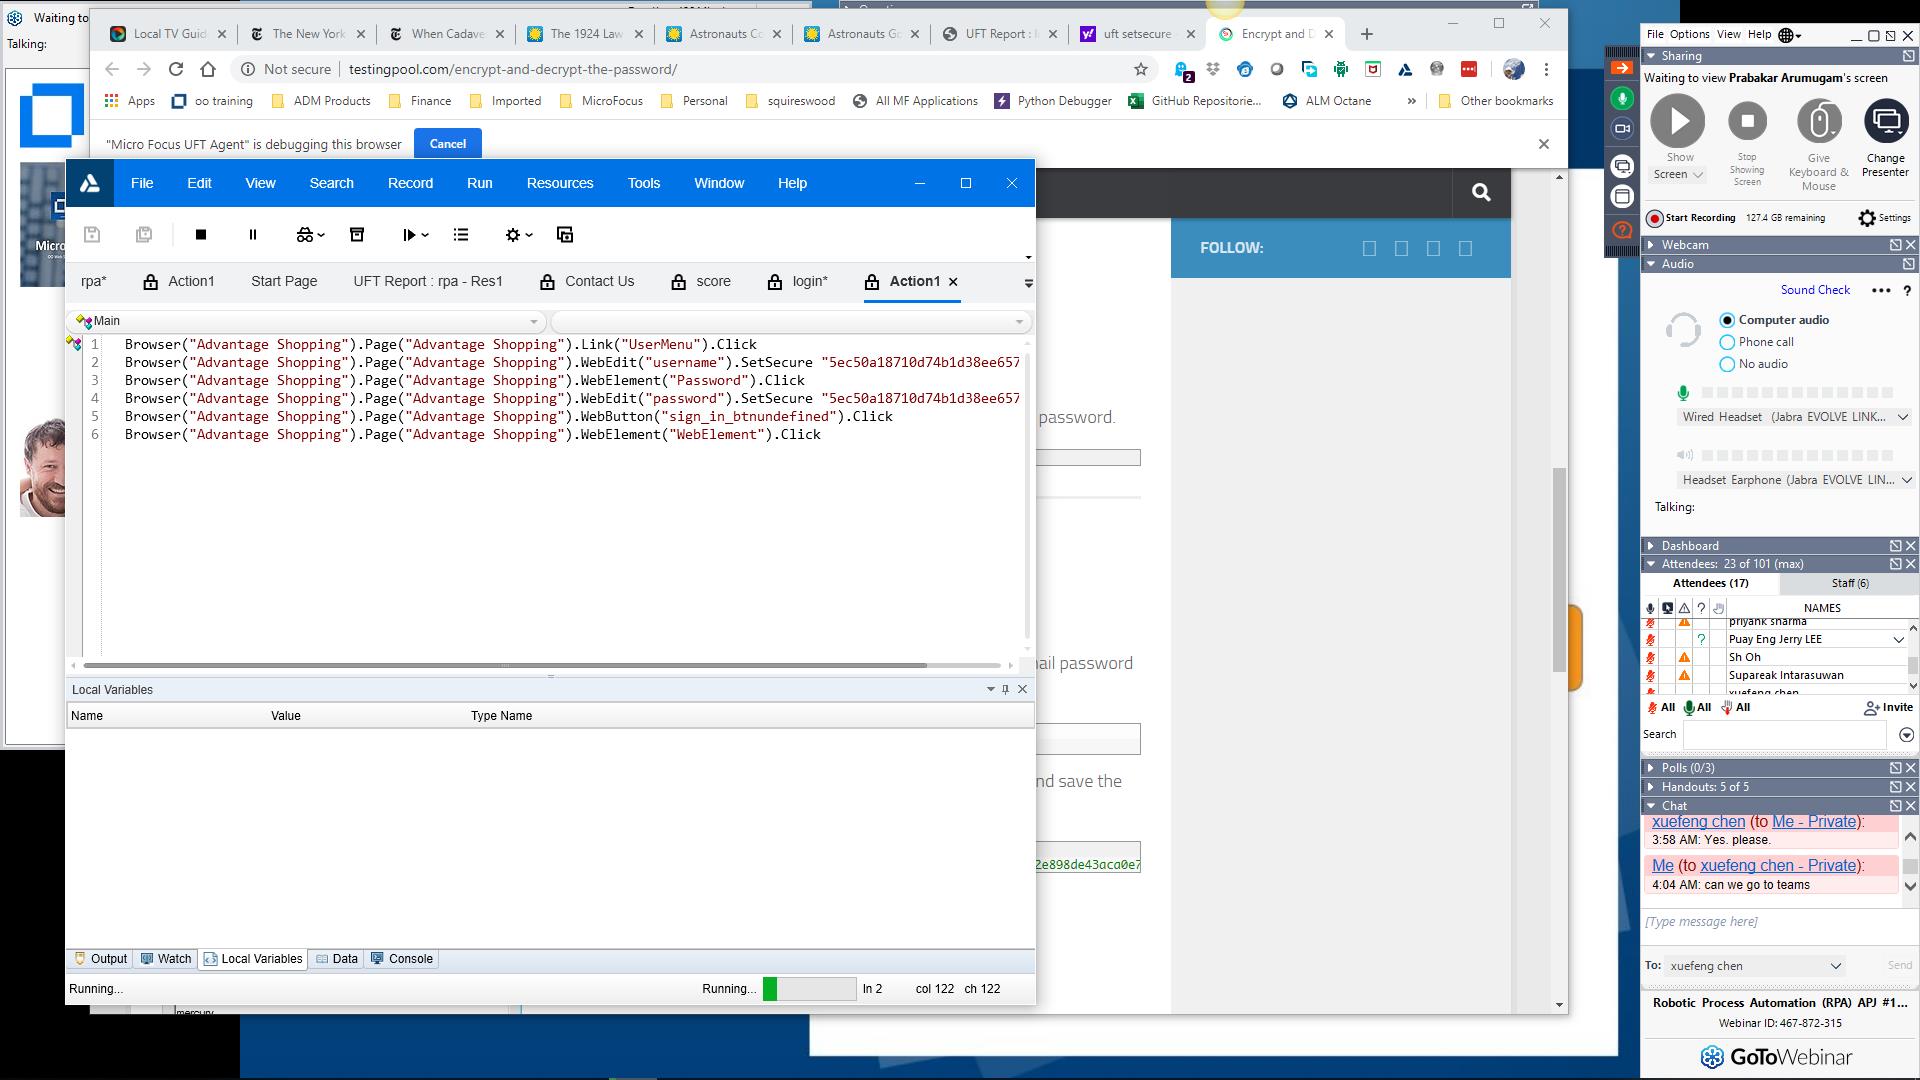 Waiting to
Talking:
Local TV Guid
The New York
When Cadave
The 1924 Law
Astronauts Co
Astronauts Go
UFT Report : I
uft setsecure
Encrypt and D
Not secure | testingpool.com/encrypt-and-decrypt-the-password/
2
Apps
oo training
ADM Products
Finance
Imported
MicroFocus
Personal
squireswood
All MF Applications
Python Debugger
GitHub Repositorie...
ALM Octane
»
Other bookmarks
"Micro Focus UFT Agent" is debugging this browser
Cancel
File Edit View Search Record Run Resources Tools Window Help
rpa*
Action1
Start Page
UFT Report : rpa - Res1
Contact Us
score
login*
Action1
Main
1 Browser("Advantage Shopping").Page("Advantage Shopping").Link("UserMenu").Click
2 Browser("Advantage Shopping").Page("Advantage Shopping").WebEdit("username").SetSecure "5ec50a18710d74b1d38ee657
3 Browser("Advantage Shopping").Page("Advantage Shopping").WebElement("Password").Click
4 Browser("Advantage Shopping").Page("Advantage Shopping").WebEdit("password").SetSecure "5ec50a18710d74b1d38ee657
5 Browser("Advantage Shopping").Page("Advantage Shopping").WebButton("sign_in_btnundefined").Click
6 Browser("Advantage Shopping").Page("Advantage Shopping").WebElement("WebElement").Click
Local Variables
Name Value Type Name
Output
Watch
Local Variables
Data
Console
Running...
Running...
ln 2 col 122 ch 122
mercury
Micro
FOLLOW:
password.
ail password
nd save the
2e898de43aca0e7
File Options View Help
Sharing
Waiting to view Prabakar Arumugam's screen
Show
Screen
Stop
Showing
Screen
Give
Keyboard &
Mouse
Change
Presenter
Start Recording 127.4 GB remaining
Settings
Webcam
Audio
Sound Check
?
Computer audio
Phone call
No audio
Wired Headset (Jabra EVOLVE LINK...
Headset Earphone (Jabra EVOLVE LIN...
Talking:
Dashboard
Attendees: 23 of 101 (max)
Attendees (17)
Staff (6)
NAMES
priyank sharma
Puay Eng Jerry LEE
Sh Oh
Supareak Intarasuwan
xuefeng chen
All
All
All
Invite
Search
Polls (0/3)
Handouts: 5 of 5
Chat
xuefeng chen (to Me - Private):
3:58 AM: Yes. please.
Me (to xuefeng chen - Private):
4:04 AM: can we go to teams
[Type message here]
To: xuefeng chen
Send
Robotic Process Automation (RPA) APJ #1...
Webinar ID: 467-872-315
GoToWebinar